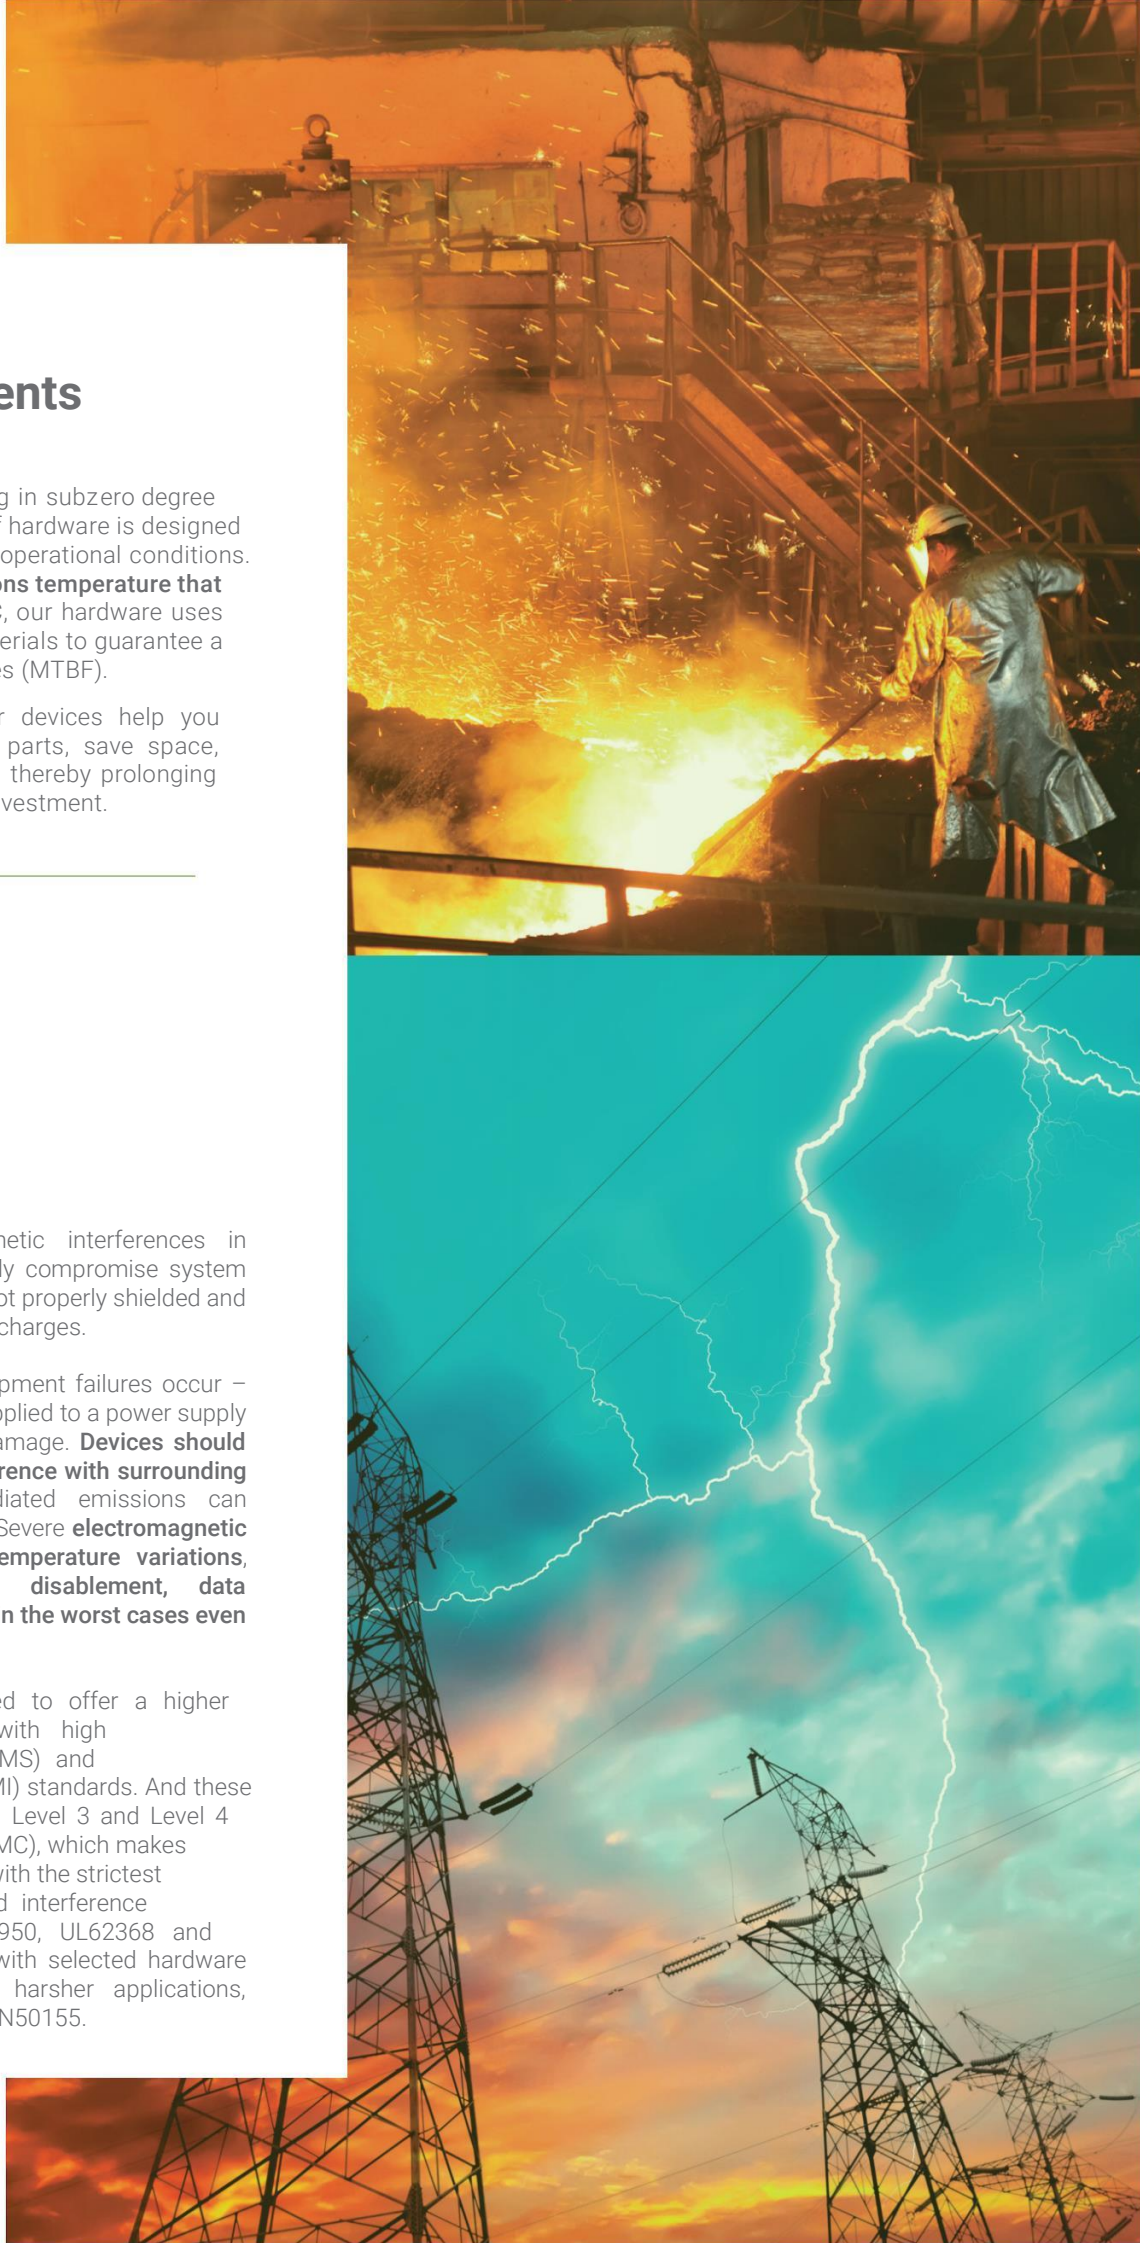 ents
g in subzero degree
f hardware is designed
operational conditions.
ons temperature that
C, our hardware uses
erials to guarantee a
es (MTBF).
r devices help you
parts, save space,
thereby prolonging
vestment.
netic interferences in
ly compromise system
ot properly shielded and
charges.
pment failures occur –
pplied to a power supply
amage. Devices should
rence with surrounding
diated emissions can
Severe electromagnetic
emperature variations,
disablement, data
n the worst cases even
ed to offer a higher
with high
MS) and
MI) standards. And these
Level 3 and Level 4
MC), which makes
with the strictest
d interference
950, UL62368 and
with selected hardware
harsher applications,
N50155.